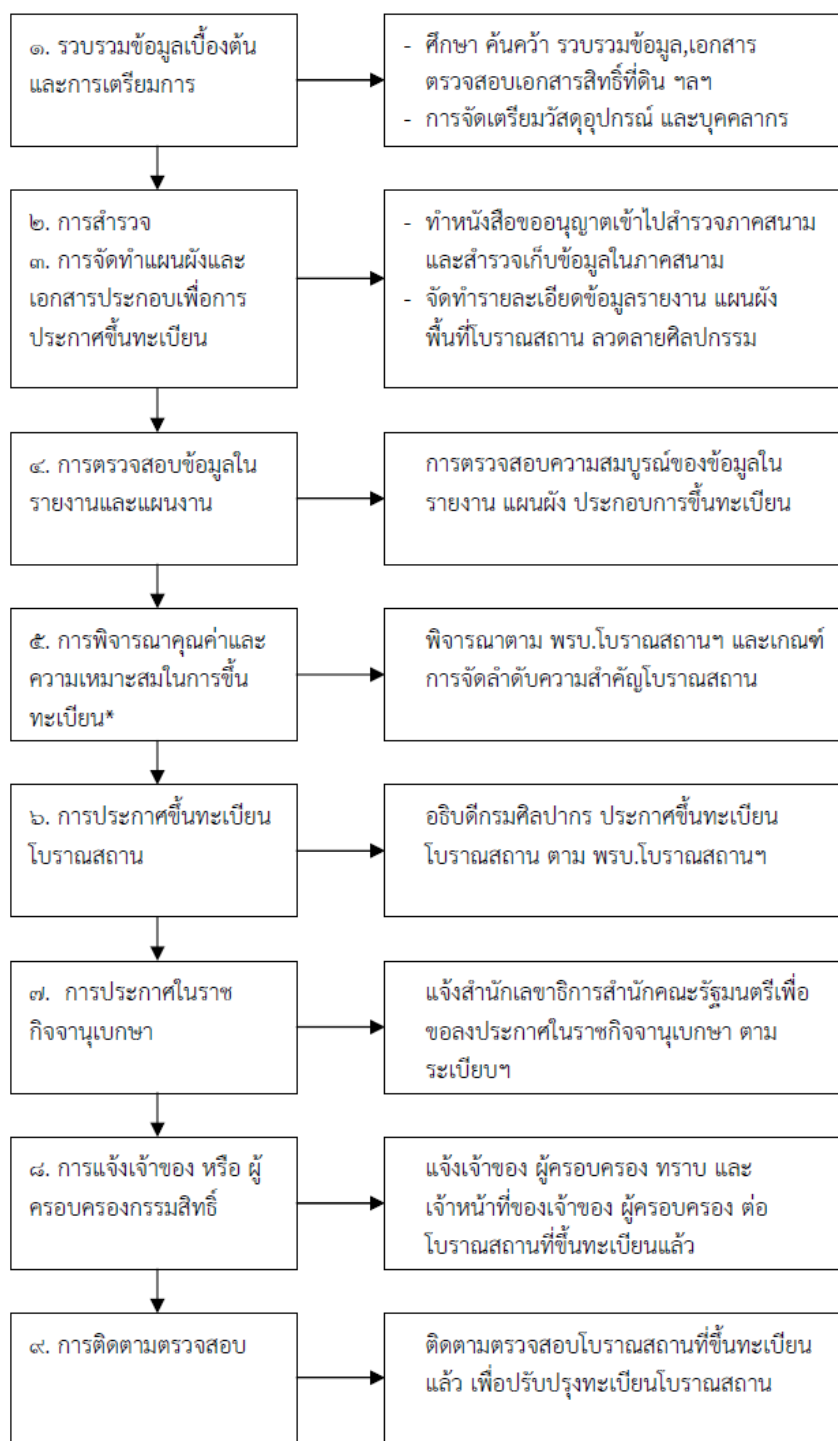 ๑. รวบรวมข้อมูลเบื้องต้น
และการเตรียมการ
- ศึกษา ค้นคว้า รวบรวมข้อมูล,เอกสาร
ตรวจสอบเอกสารสิทธิ์ที่ดิน ฯลฯ
- การจัดเตรียมวัสดุอุปกรณ์ และบุคคลากร
๒. การสำรวจ
๓. การจัดทำแผนผังและ
เอกสารประกอบเพื่อการ
ประกาศขึ้นทะเบียน
- ทำหนังสือขออนุญาตเข้าไปสำรวจภาคสนาม
และสำรวจเก็บข้อมูลในภาคสนาม
- จัดทำรายละเอียดข้อมูลรายงาน แผนผัง
พื้นที่โบราณสถาน ลวดลายศิลปกรรม
๔. การตรวจสอบข้อมูลใน
รายงานและแผนงาน
การตรวจสอบความสมบูรณ์ของข้อมูลใน
รายงาน แผนผัง ประกอบการขึ้นทะเบียน
๕. การพิจารณาคุณค่าและ
ความเหมาะสมในการขึ้น
ทะเบียน*
พิจารณาตาม พรบ.โบราณสถานฯ และเกณฑ์
การจัดลำดับความสำคัญโบราณสถาน
๖. การประกาศขึ้นทะเบียน
โบราณสถาน
อธิบดีกรมศิลปากร ประกาศขึ้นทะเบียน
โบราณสถาน ตาม พรบ.โบราณสถานฯ
๗. การประกาศในราช
กิจจานุเบกษา
แจ้งสำนักเลขาธิการสำนักคณะรัฐมนตรีเพื่อ
ขอลงประกาศในราชกิจจานุเบกษา ตาม
ระเบียบฯ
๘. การแจ้งเจ้าของ หรือ ผู้
ครอบครองกรรมสิทธิ์
แจ้งเจ้าของ ผู้ครอบครอง ทราบ และ
เจ้าหน้าที่ของเจ้าของ ผู้ครอบครอง ต่อ
โบราณสถานที่ขึ้นทะเบียนแล้ว
๙. การติดตามตรวจสอบ
ติดตามตรวจสอบโบราณสถานที่ขึ้นทะเบียน
แล้ว เพื่อปรับปรุงทะเบียนโบราณสถาน